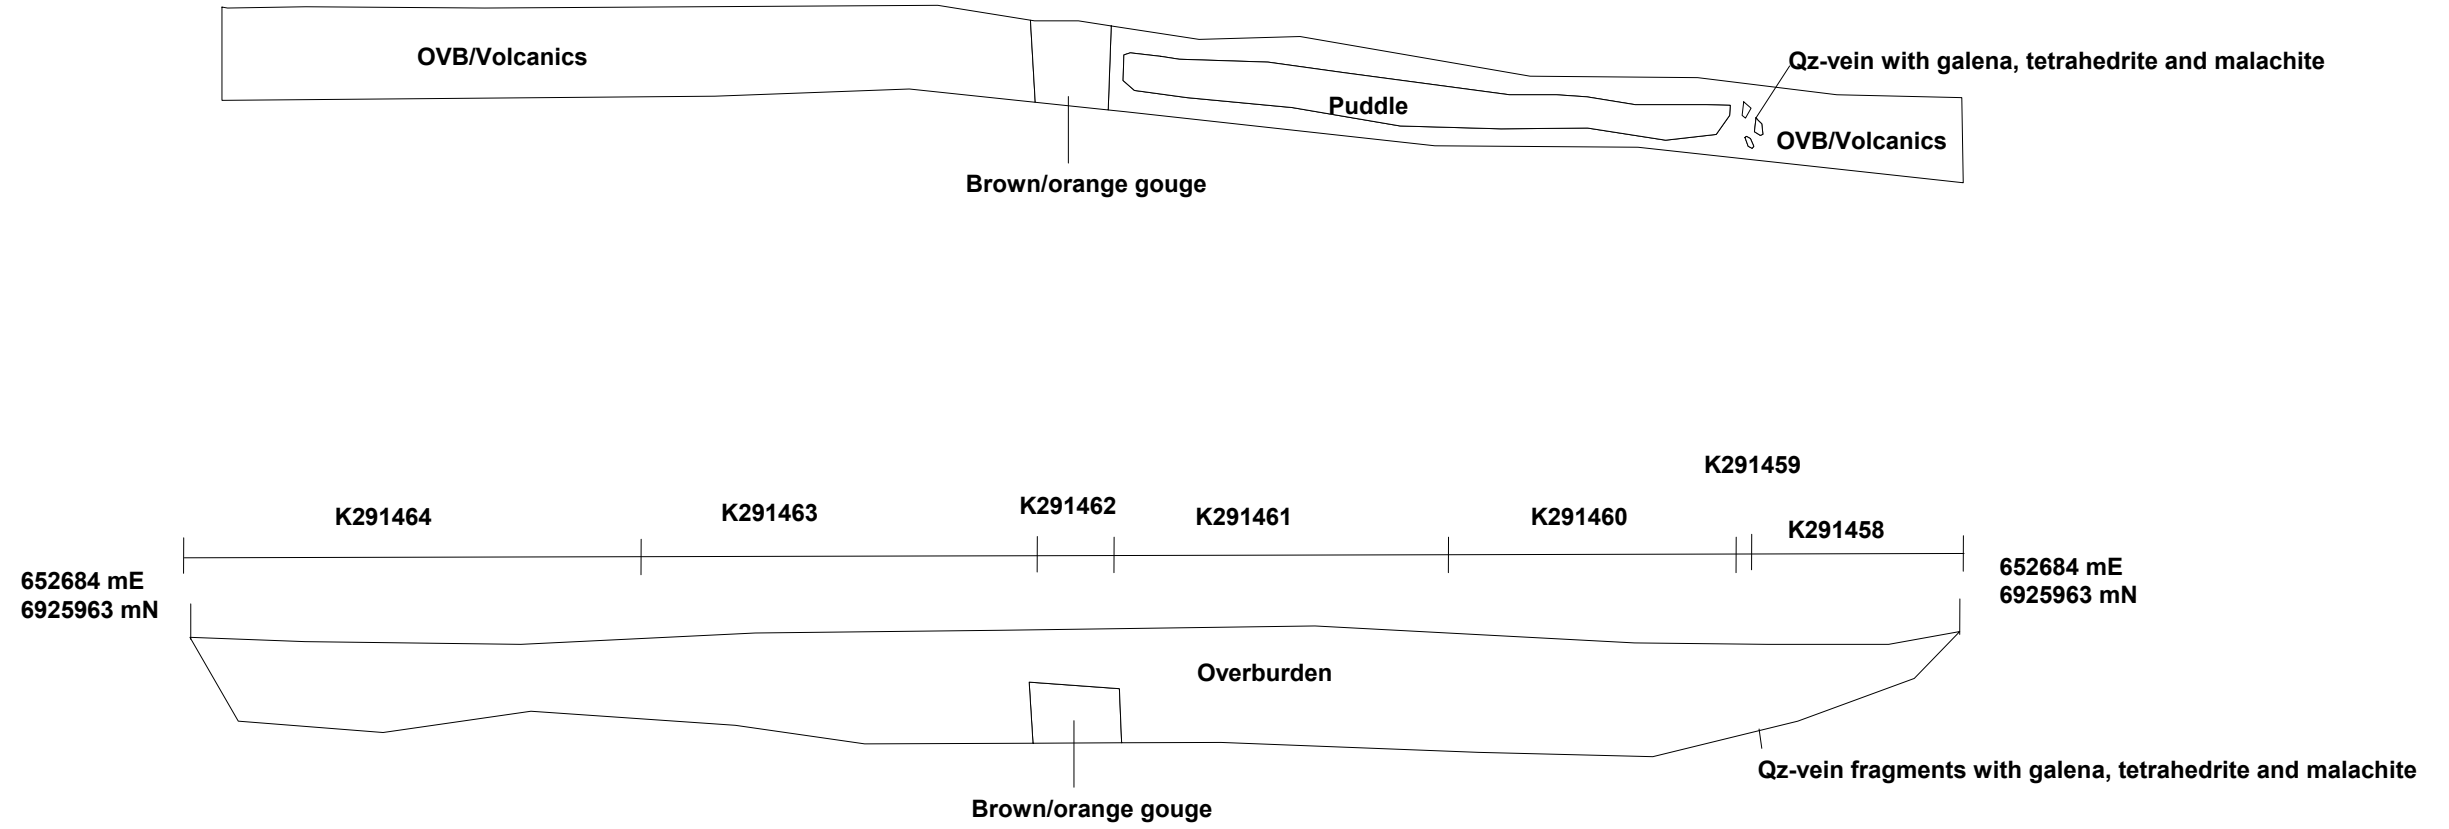 OVB/Volcanics
Qz-vein with galena, tetrahedrite and malachite
Puddle
OVB/Volcanics
Brown/orange gouge
K291459
K291464
K291463
K291462
K291461
K291460
K291458
652684 mE
6925963 mN
652684 mE
6925963 mN
Overburden
Qz-vein fragments with galena, tetrahedrite and malachite
Brown/orange gouge